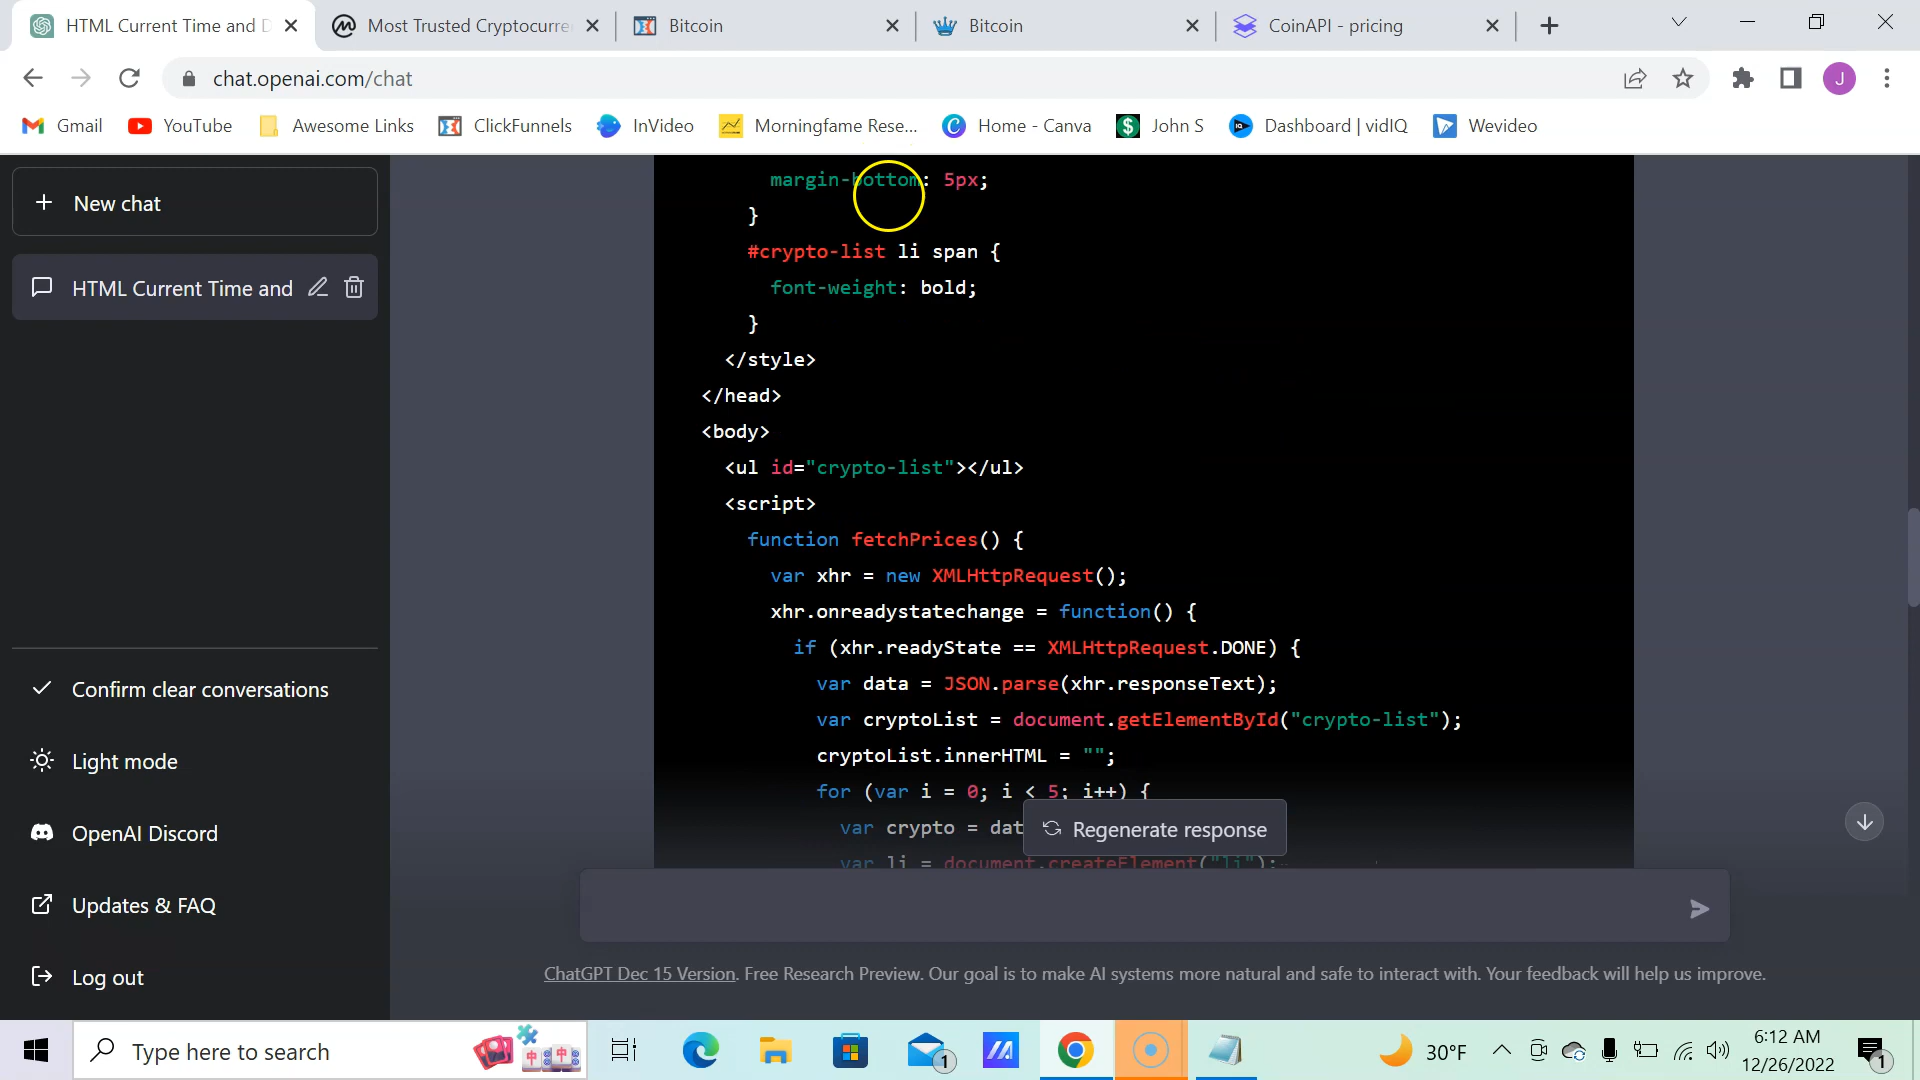 HTML Current Time and D
Most Trusted Cryptocurre
Bitcoin
Bitcoin
CoinAPI - pricing
chat.openai.com/chat
J
Gmail
YouTube
Awesome Links
ClickFunnels
InVideo
Morningfame Rese...
Home - Canva
John S
Dashboard | vidIQ
Wevideo
New chat
HTML Current Time and
Confirm clear conversations
Light mode
OpenAI Discord
Updates & FAQ
Log out
margin-bottom: 5px;
}
#crypto-list li span {
font-weight: bold;
}
</style>
</head>
<body>
<ul id="crypto-list"></ul>
<script>
function fetchPrices() {
var xhr = new XMLHttpRequest();
xhr.onreadystatechange = function() {
if (xhr.readyState == XMLHttpRequest.DONE) {
var data = JSON.parse(xhr.responseText);
var cryptoList = document.getElementById("crypto-list");
cryptoList.innerHTML = "";
for (var i = 0; i < 5; i++) {
var crypto = dat
var li = document.createElement("li");
Regenerate response
ChatGPT Dec 15 Version. Free Research Preview. Our goal is to make AI systems more natural and safe to interact with. Your feedback will help us improve.
Type here to search
1
30°F
6:12 AM
12/26/2022
1